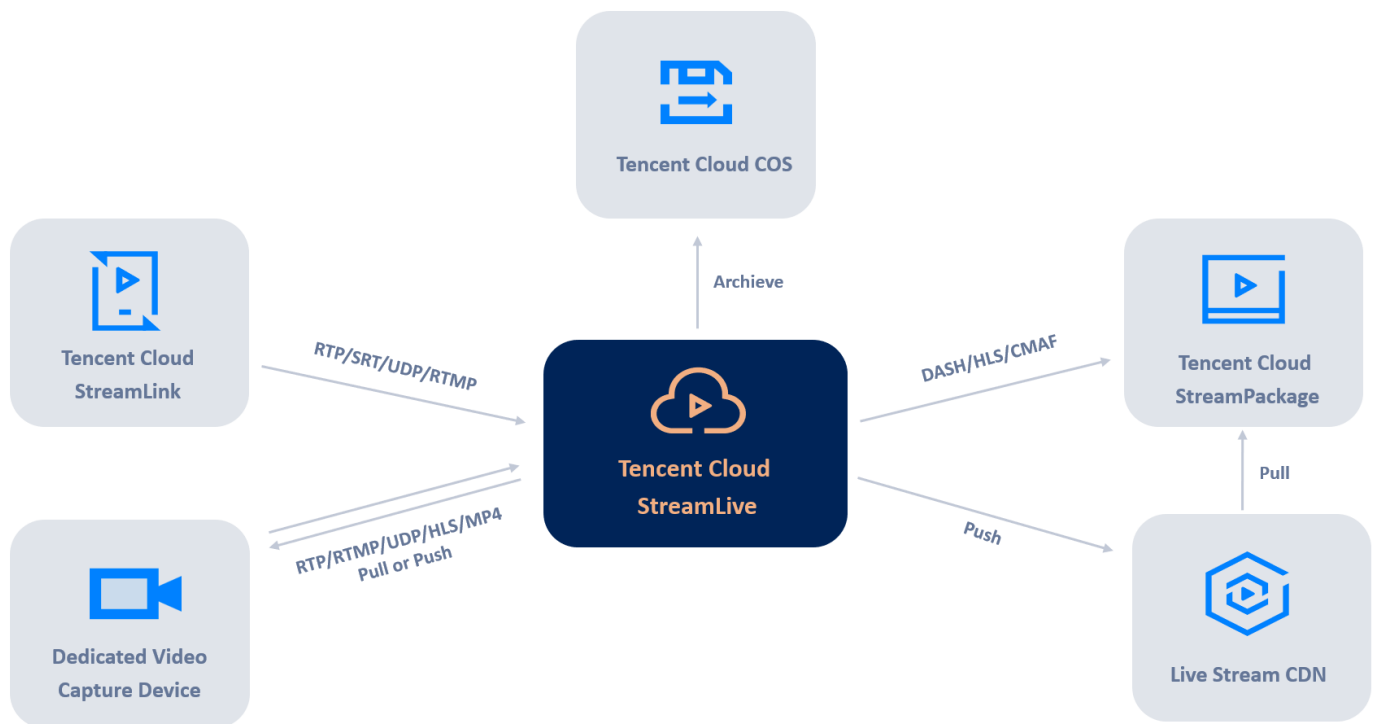 Tencent Cloud COS
Archieve
Tencent Cloud
StreamLink
RTP/SRT/UDP/RTMP
Tencent Cloud
StreamLive
DASH/HLS/CMAF
Tencent Cloud
StreamPackage
Pull
Push
RTP/RTMP/UDP/HLS/MP4
Pull or Push
Dedicated Video
Capture Device
Live Stream CDN